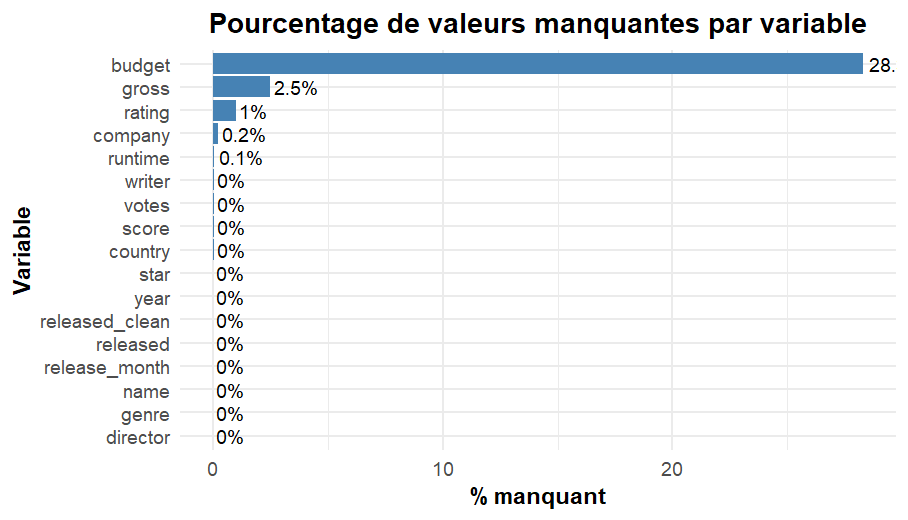 Pourcentage de valeurs manquantes par variable
budget 28.
gross 2.5%
rating 1%
company 0.2%
runtime 0.1%
writer 0%
votes 0%
score 0%
country 0%
star 0%
year 0%
released_clean 0%
released 0%
release_month 0%
name 0%
genre 0%
director 0%
Variable
0 10 20
% manquant